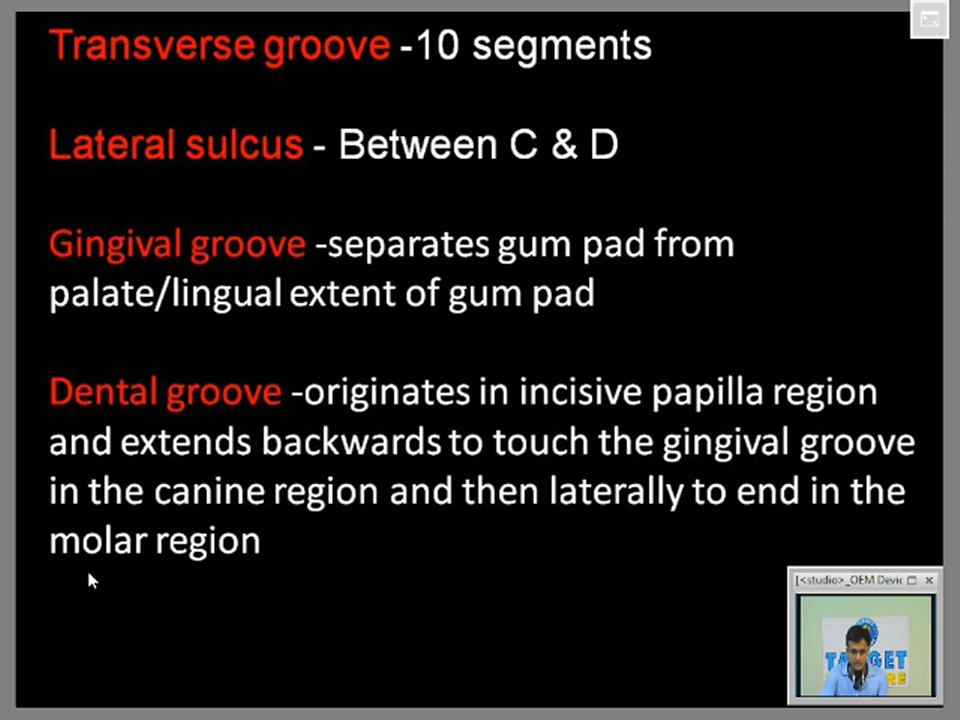 Transverse groove -10 segments
Lateral sulcus - Between C & D
Gingival groove -separates gum pad from
palate/lingual extent of gum pad
Dental groove -originates in incisive papilla region
and extends backwards to touch the gingival groove
in the canine region and then laterally to end in the
molar region
[<studio>_OEM Devic